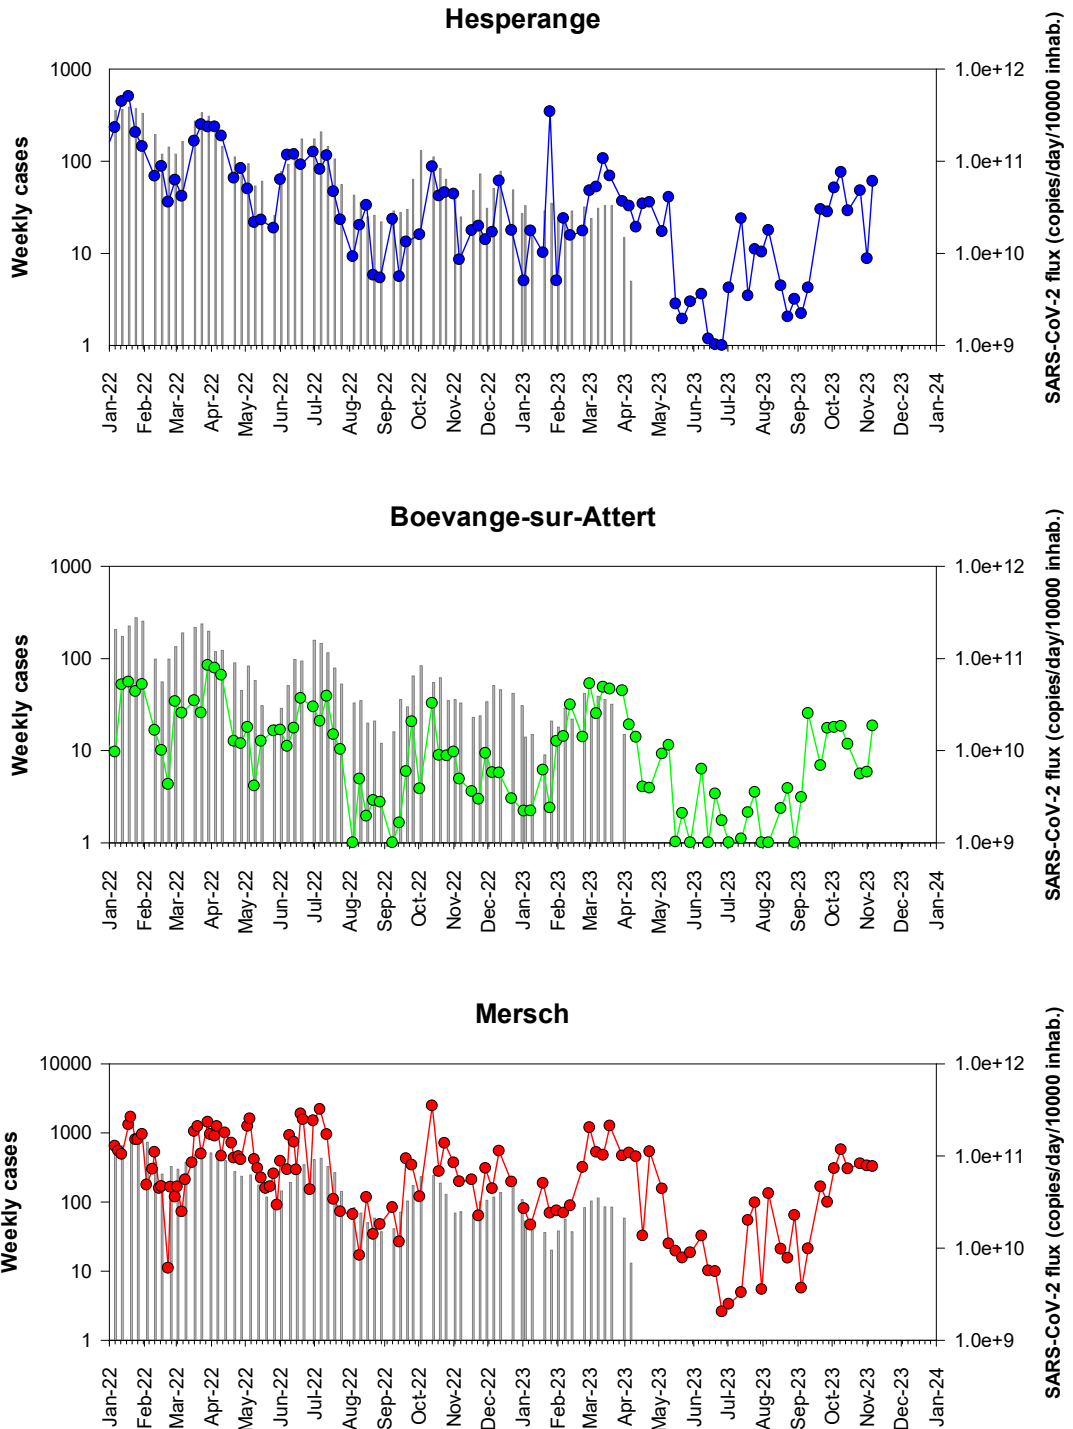 Hesperange
Weekly cases
SARS-CoV-2 flux (copies/day/10000 inhab.)
1000
100
10
1
1.0e+12
1.0e+11
1.0e+10
1.0e+9
Jan-22 Feb-22 Mar-22 Apr-22 May-22 Jun-22 Jul-22 Aug-22 Sep-22 Oct-22 Nov-22 Dec-22 Jan-23 Feb-23 Mar-23 Apr-23 May-23 Jun-23 Jul-23 Aug-23 Sep-23 Oct-23 Nov-23 Dec-23 Jan-24
Boevange-sur-Attert
Weekly cases
SARS-CoV-2 flux (copies/day/10000 inhab.)
1000
100
10
1
1.0e+12
1.0e+11
1.0e+10
1.0e+9
Jan-22 Feb-22 Mar-22 Apr-22 May-22 Jun-22 Jul-22 Aug-22 Sep-22 Oct-22 Nov-22 Dec-22 Jan-23 Feb-23 Mar-23 Apr-23 May-23 Jun-23 Jul-23 Aug-23 Sep-23 Oct-23 Nov-23 Dec-23 Jan-24
Mersch
Weekly cases
SARS-CoV-2 flux (copies/day/10000 inhab.)
10000
1000
100
10
1
1.0e+12
1.0e+11
1.0e+10
1.0e+9
Jan-22 Feb-22 Mar-22 Apr-22 May-22 Jun-22 Jul-22 Aug-22 Sep-22 Oct-22 Nov-22 Dec-22 Jan-23 Feb-23 Mar-23 Apr-23 May-23 Jun-23 Jul-23 Aug-23 Sep-23 Oct-23 Nov-23 Dec-23 Jan-24